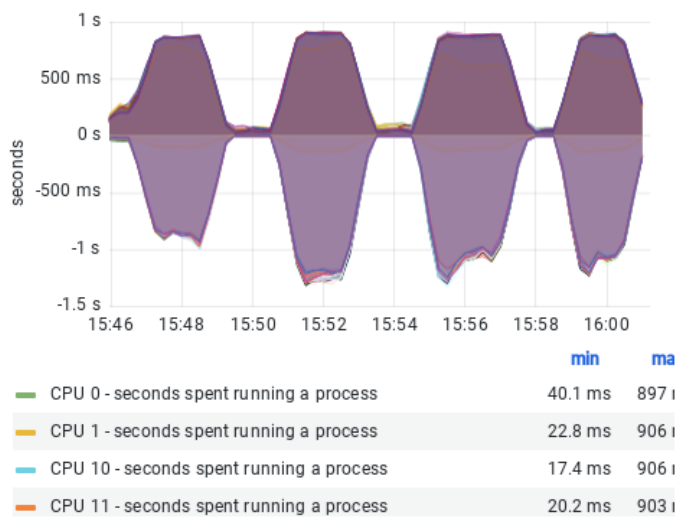 1 s
500 ms
0 s
-500 ms
-1 s
-1.5 s
seconds
15:46 15:48 15:50 15:52 15:54 15:56 15:58 16:00
min ma
CPU 0 - seconds spent running a process 40.1 ms 897
CPU 1 - seconds spent running a process 22.8 ms 906
CPU 10 - seconds spent running a process 17.4 ms 906
CPU 11 - seconds spent running a process 20.2 ms 903